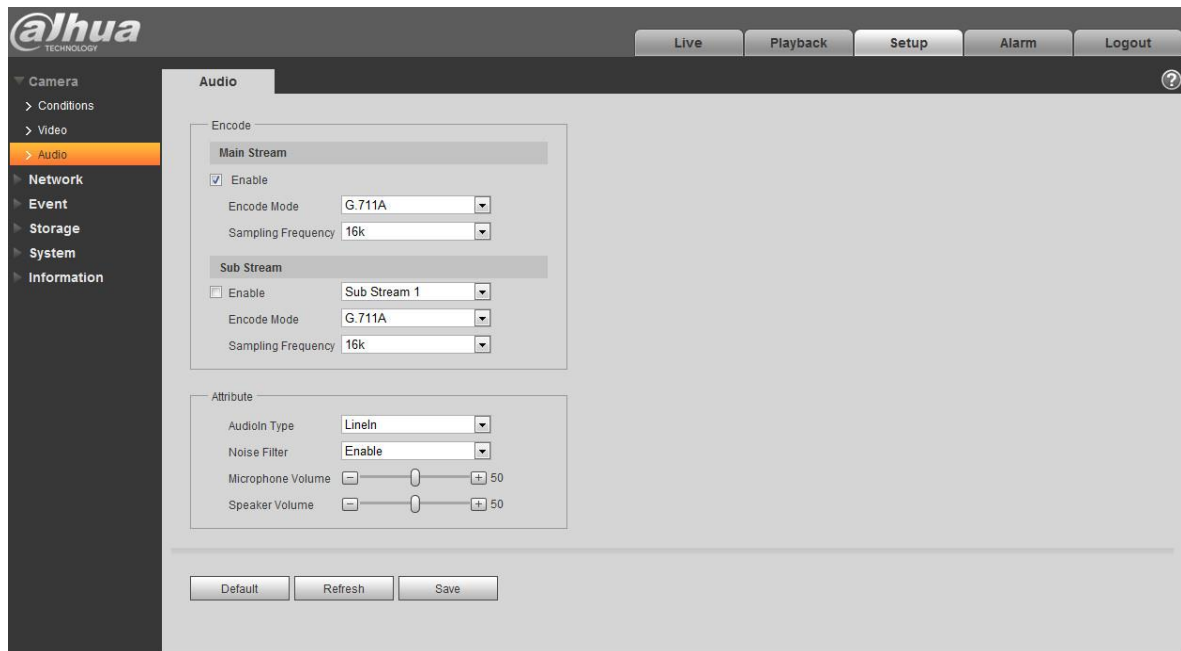 alhua
TECHNOLOGY
Live Playback Setup Alarm Logout
Camera
> Conditions
> Video
> Audio
Network
Event
Storage
System
Information
Audio
?
Encode
Main Stream
Enable
Encode Mode G.711A
Sampling Frequency 16k
Sub Stream
Enable Sub Stream 1
Encode Mode G.711A
Sampling Frequency 16k
Attribute
AudioIn Type LineIn
Noise Filter Enable
Microphone Volume - + 50
Speaker Volume - + 50
Default Refresh Save